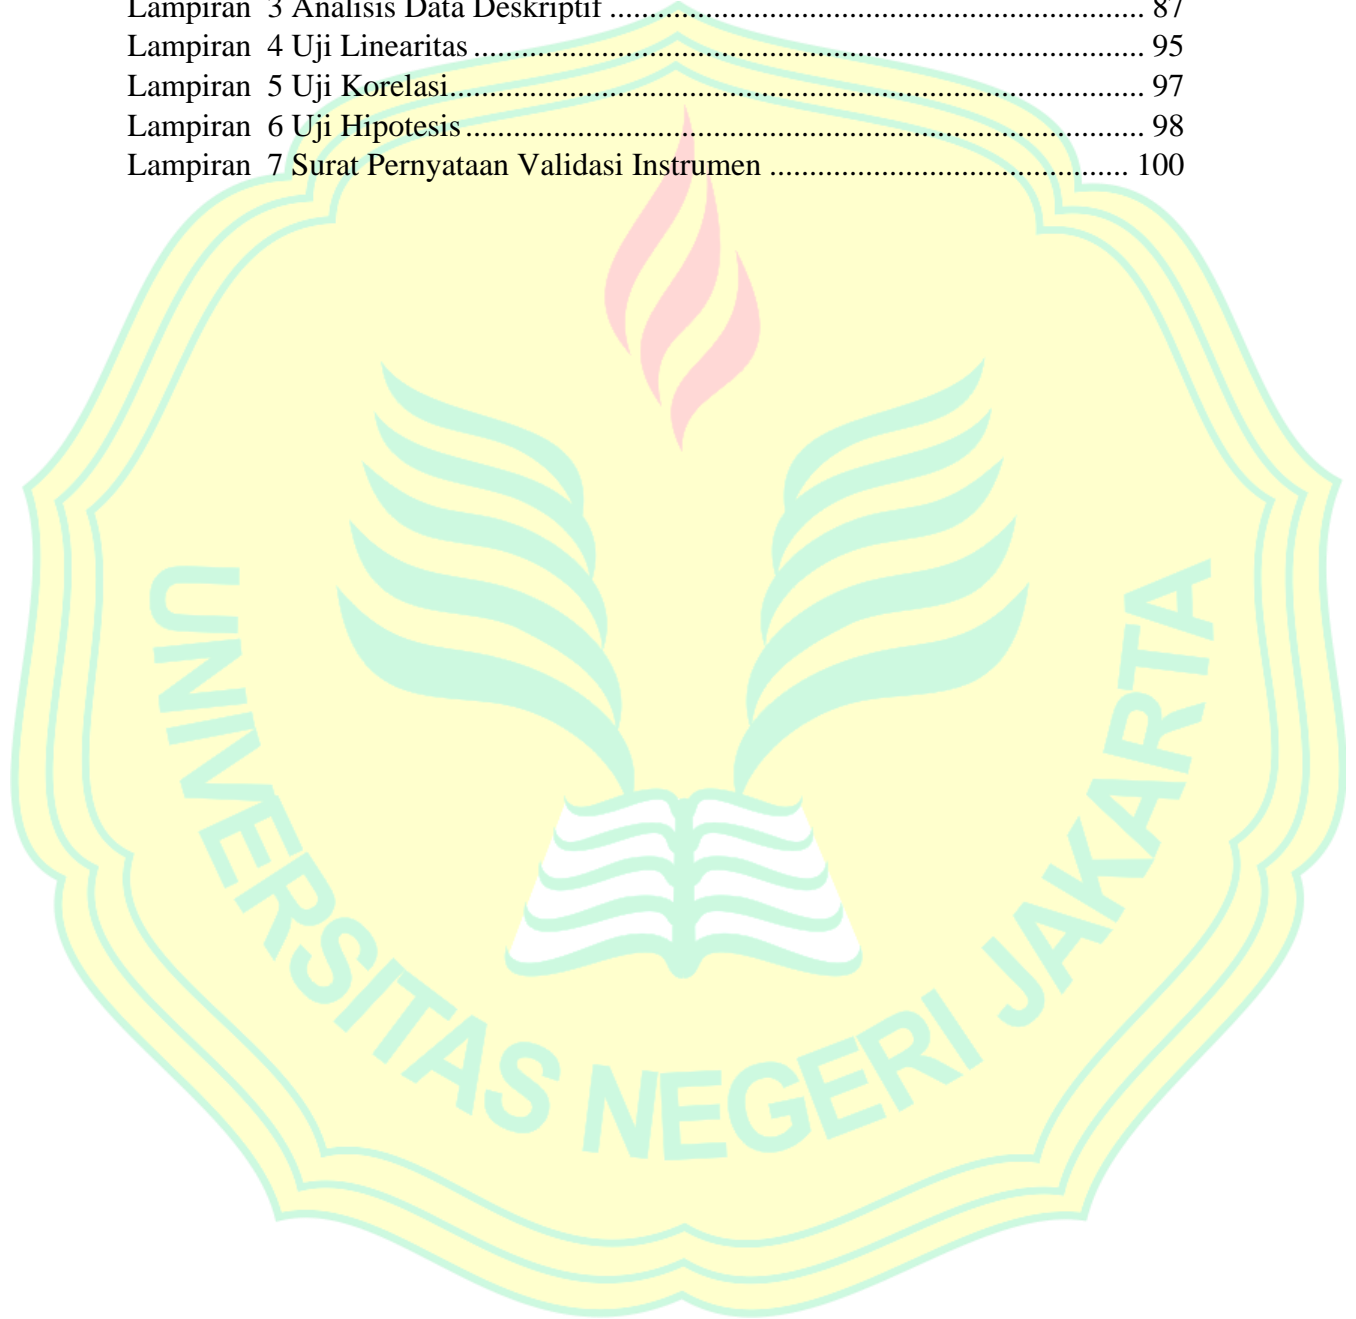 Lampiran 3 Analisis Data Deskriptif .................................................................. 87
Lampiran 4 Uji Linearitas ................................................................................... 95
Lampiran 5 Uji Korelasi...................................................................................... 97
Lampiran 6 Uji Hipotesis .................................................................................... 98
Lampiran 7 Surat Pernyataan Validasi Instrumen ............................................. 100
UNIVERSITAS NEGERI JAKARTA